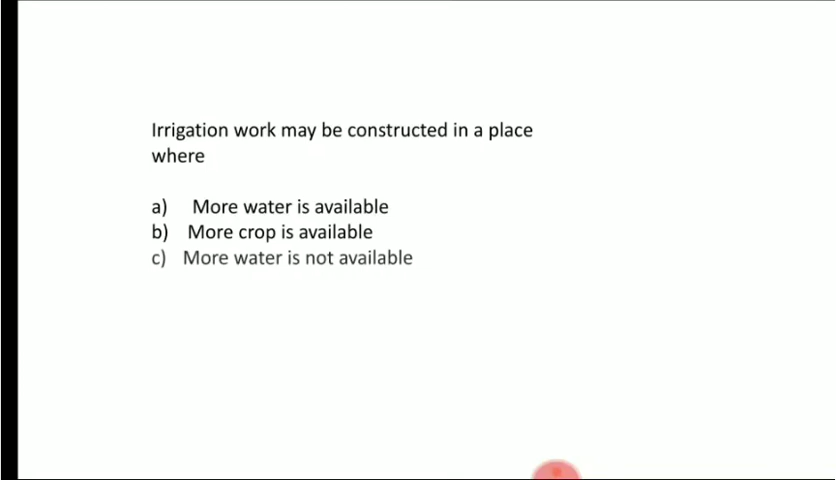 Irrigation work may be constructed in a place
where
a) More water is available
b) More crop is available
c) More water is not available